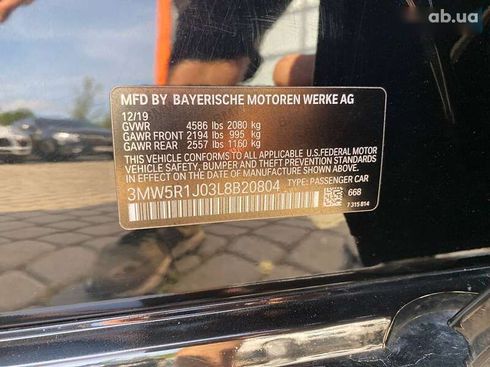 ab.ua
MFD BY BAYERISCHE MOTOREN WERKE AG
12/19
GVWR 4586 lbs 2080 kg
GAWR FRONT 2194 lbs 995 kg
GAWR REAR 2557 lbs 1160 kg
THIS VEHICLE CONFORMS TO ALL APPLICABLE U.S. FEDERAL MOTOR
VEHICLE SAFETY, BUMPER AND THEFT PREVENTION STANDARDS
IN EFFECT ON THE DATE OF MANUFACTURE SHOWN ABOVE.
3MW5R1J03L8B20804 TYPE: PASSENGER CAR
668
7 315 814